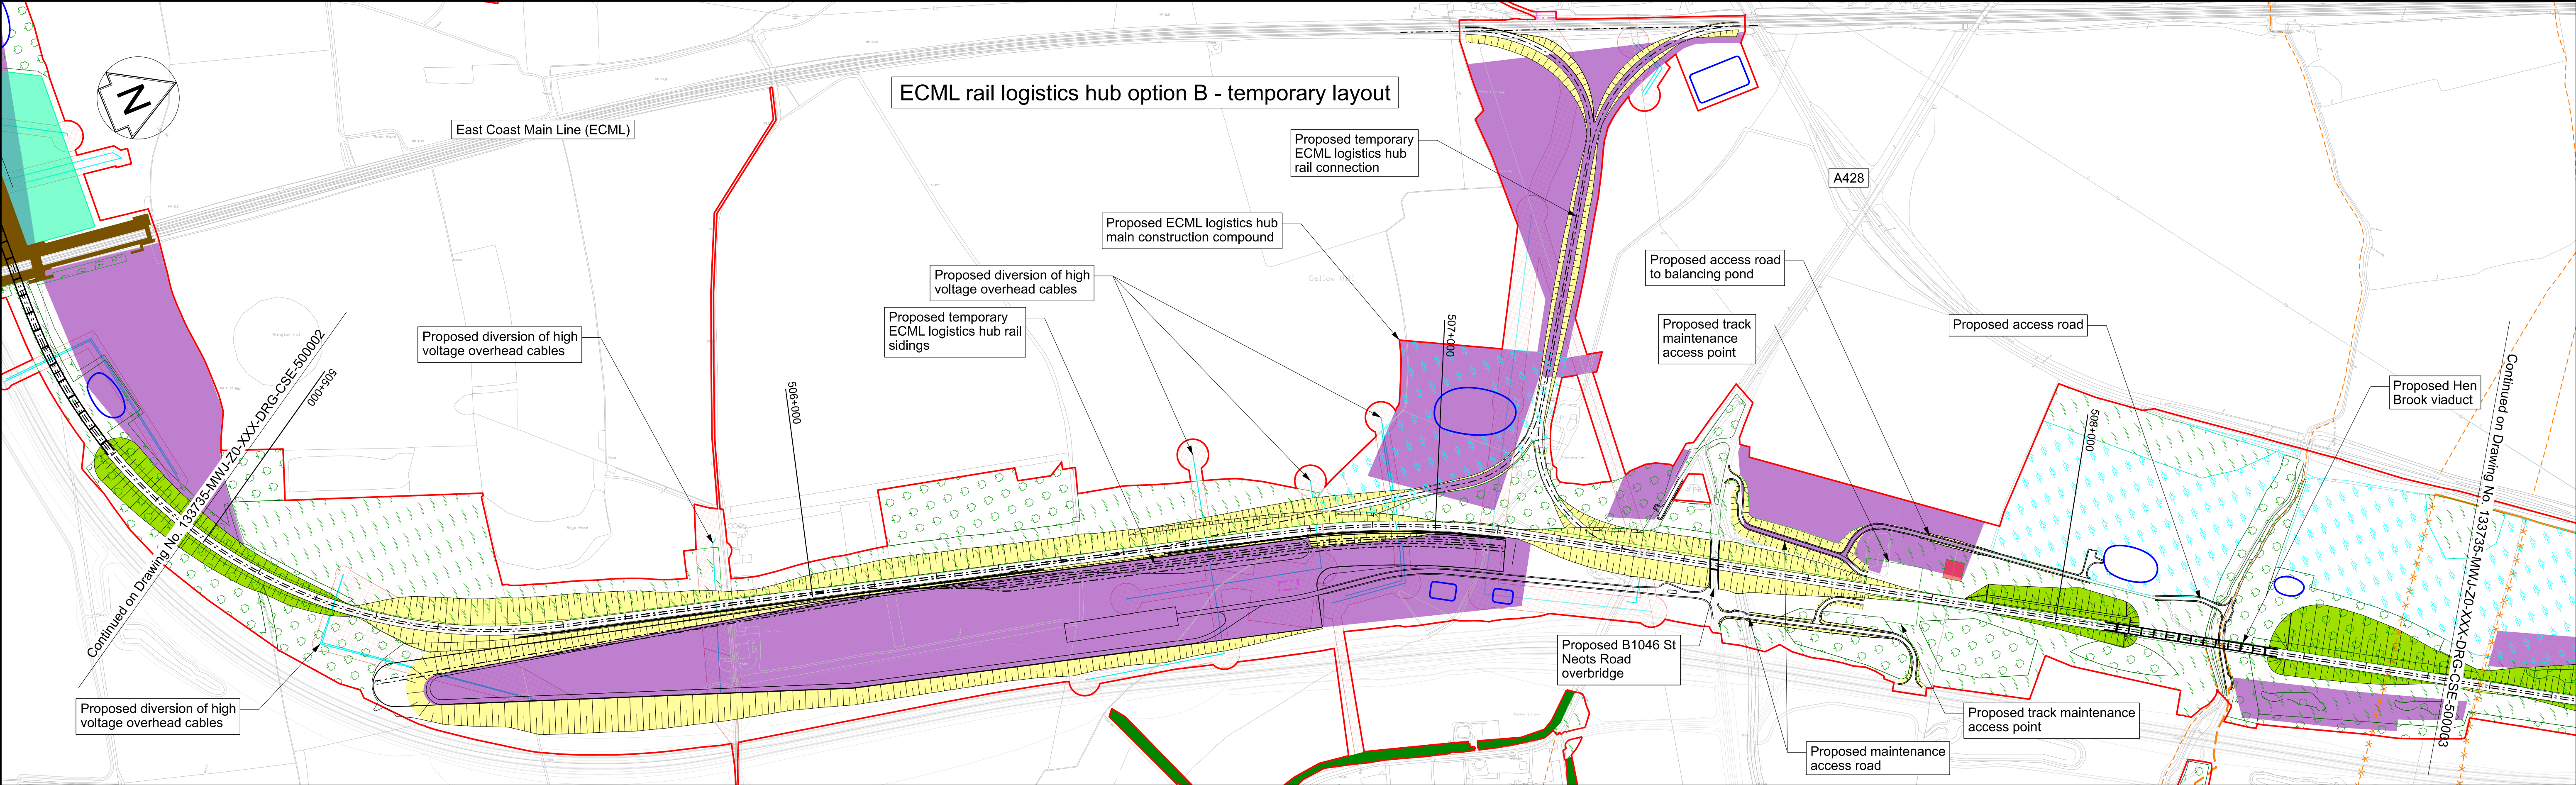 ECML rail logistics hub option B - temporary layout
N
East Coast Main Line (ECML)
Proposed temporary
ECML logistics hub
rail connection
A428
Proposed ECML logistics hub
main construction compound
Gallow Hill
Proposed access road
to balancing pond
Proposed diversion of high
voltage overhead cables
Proposed temporary
ECML logistics hub rail
sidings
Proposed diversion of high
voltage overhead cables
Proposed track
maintenance
access point
Proposed access road
Proposed Hen
Brook viaduct
505+000
506+000
507+000
508+000
Continued on Drawing No. 133735-MWJ-Z0-XXX-DRG-CSE-500002
Continued on Drawing No. 133735-MWJ-Z0-XXX-DRG-CSE-500003
Proposed diversion of high
voltage overhead cables
Proposed B1046 St
Neots Road
overbridge
Proposed track maintenance
access point
Proposed maintenance
access road